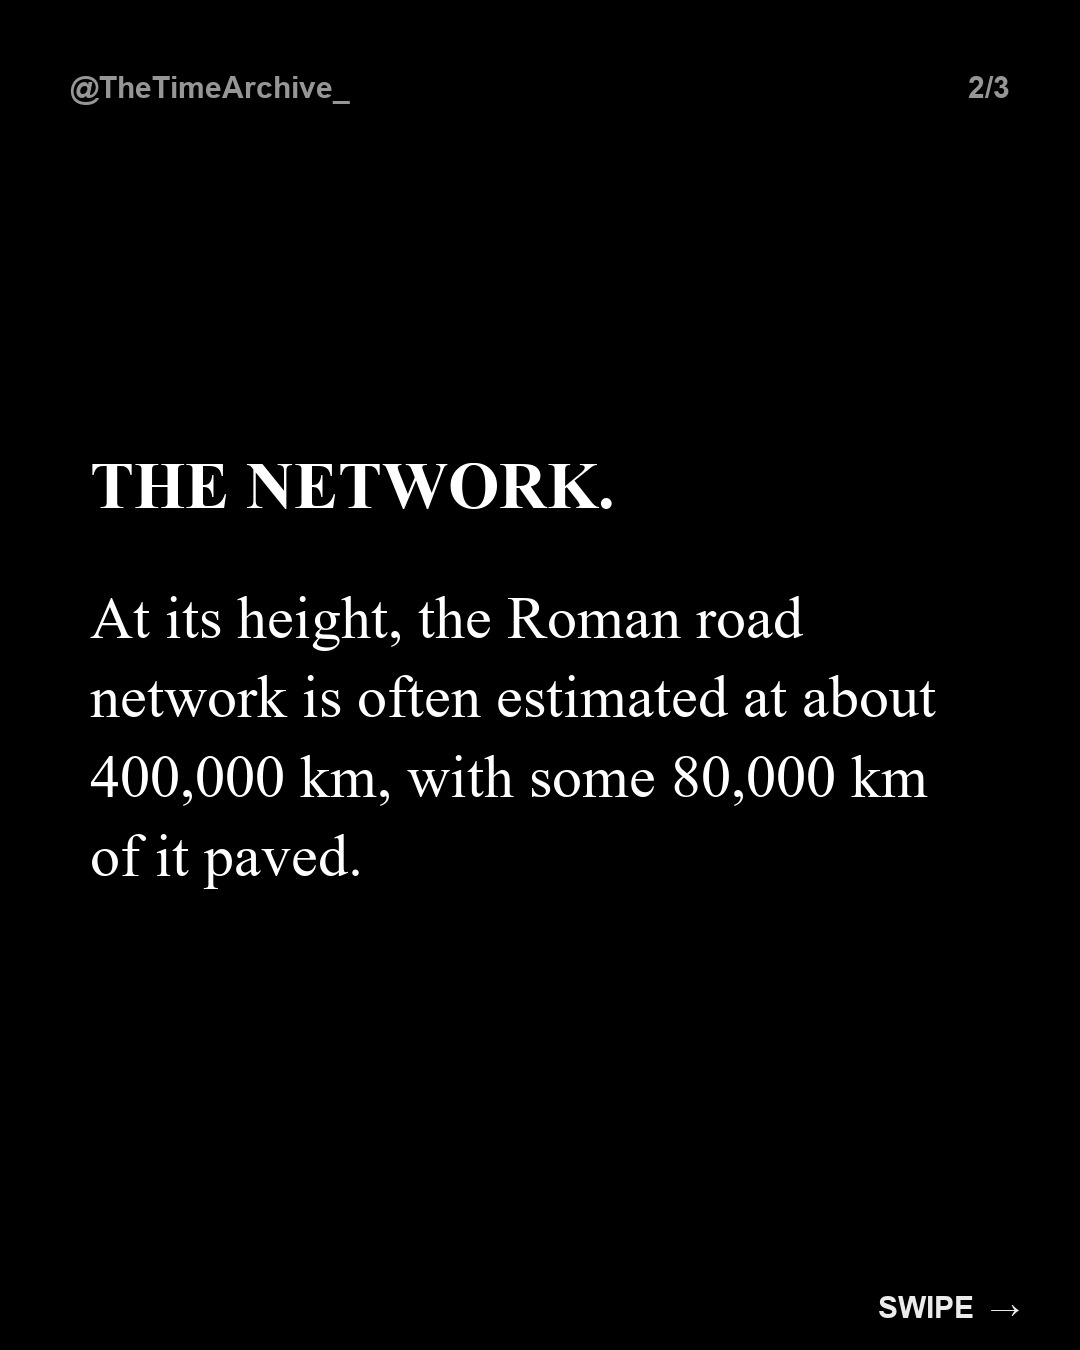 @TheTimeArchive_ 2/3
THE NETWORK.
At its height, the Roman road
network is often estimated at about
400,000 km, with some 80,000 km
of it paved.
SWIPE →